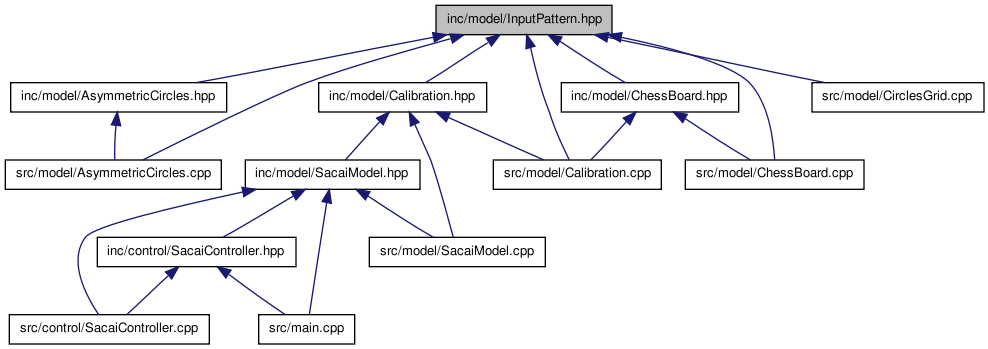 inc/model/InputPattern.hpp
inc/model/AsymmetricCircles.hpp
inc/model/Calibration.hpp
inc/model/ChessBoard.hpp
src/model/CirclesGrid.cpp
src/model/AsymmetricCircles.cpp
inc/model/SacaiModel.hpp
src/model/Calibration.cpp
src/model/ChessBoard.cpp
inc/control/SacaiController.hpp
src/model/SacaiModel.cpp
src/control/SacaiController.cpp
src/main.cpp